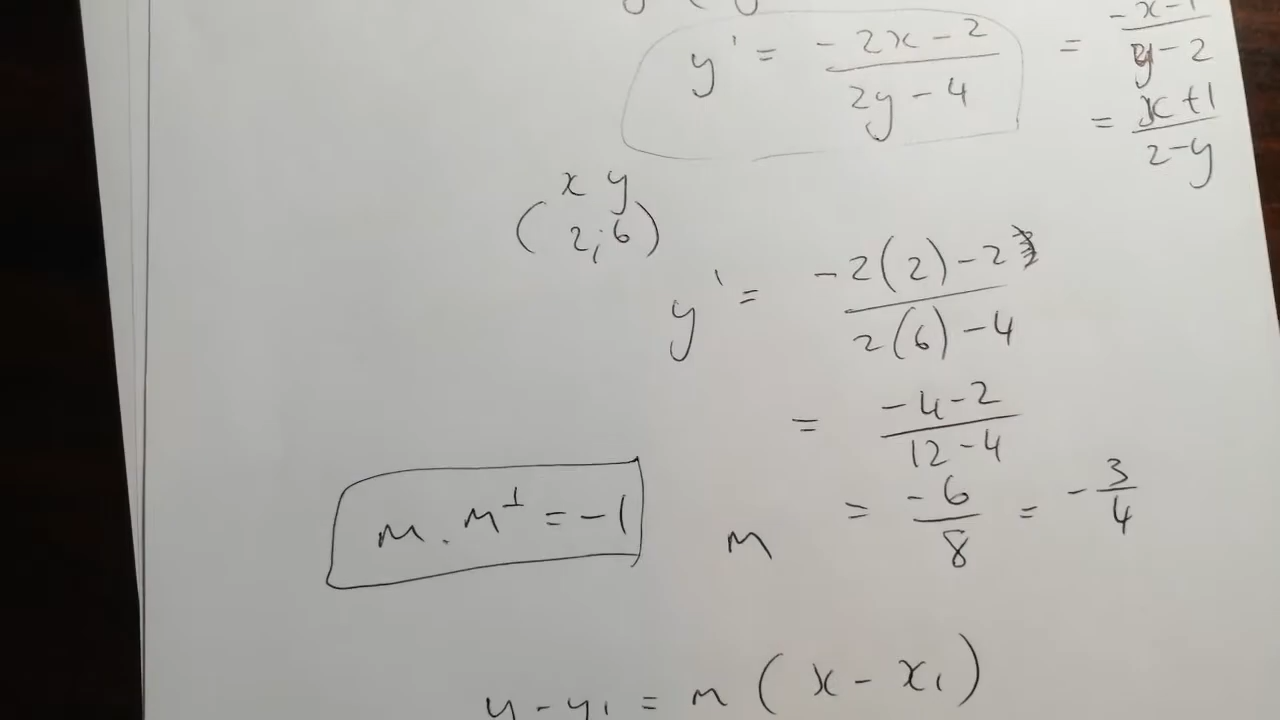 y' = (-2x - 2)/(2y - 4) = (-x-1)/(y-2)
= (x+1)/(2-y)
x y
(2;6)
y' = (-2(2)-2)/(2(6)-4)
= (-4-2)/(12-4)
m = -6/8 = -3/4
m . m^⊥ = -1
y - y₁ = m (x - x₁)